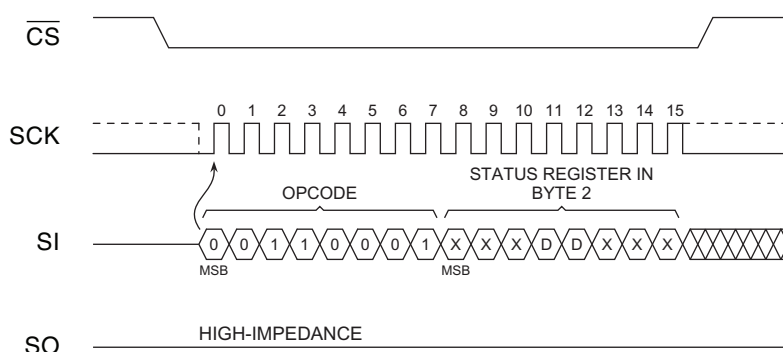 CS
0 1 2 3 4 5 6 7 8 9 10 11 12 13 14 15
SCK
STATUS REGISTER IN
OPCODE BYTE 2
SI 0 0 1 1 0 0 0 1 X X X D D X X X
MSB MSB
HIGH-IMPEDANCE
SO